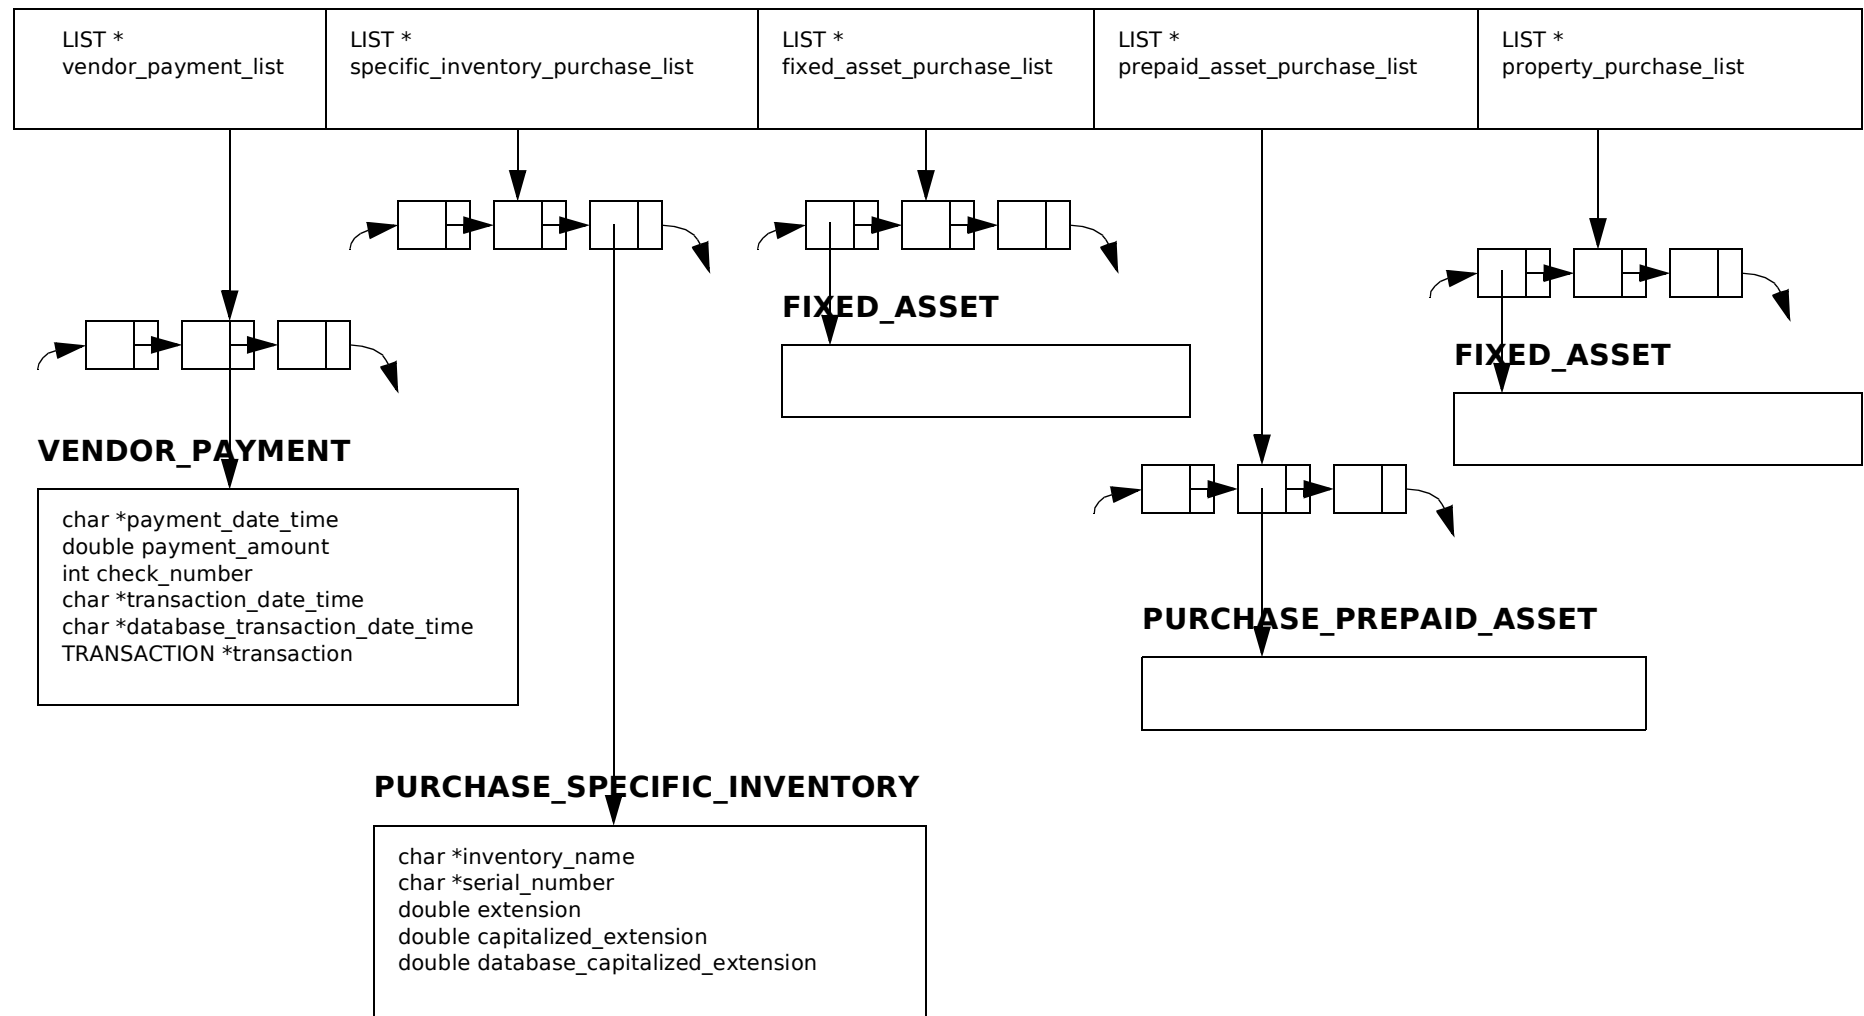 LIST *
vendor_payment_list
LIST *
specific_inventory_purchase_list
LIST *
fixed_asset_purchase_list
LIST *
prepaid_asset_purchase_list
LIST *
property_purchase_list
FIXED_ASSET
FIXED_ASSET
VENDOR_PAYMENT
char *payment_date_time
double payment_amount
int check_number
char *transaction_date_time
char *database_transaction_date_time
TRANSACTION *transaction
PURCHASE_PREPAID_ASSET
PURCHASE_SPECIFIC_INVENTORY
char *inventory_name
char *serial_number
double extension
double capitalized_extension
double database_capitalized_extension